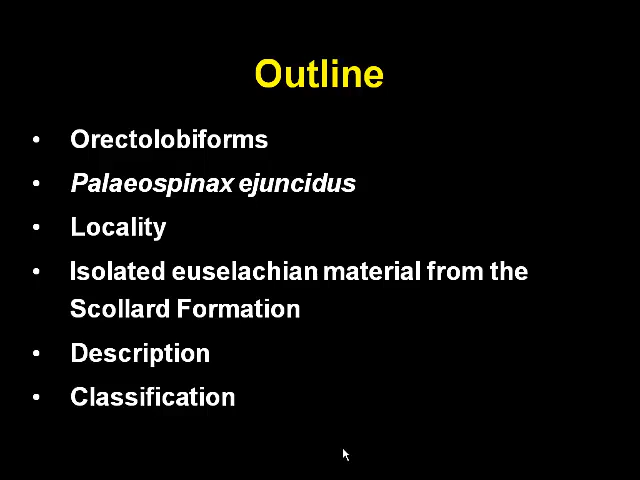 Outline
• Orectolobiforms
• Palaeospinax ejuncidus
• Locality
• Isolated euselachian material from the
Scollard Formation
• Description
• Classification